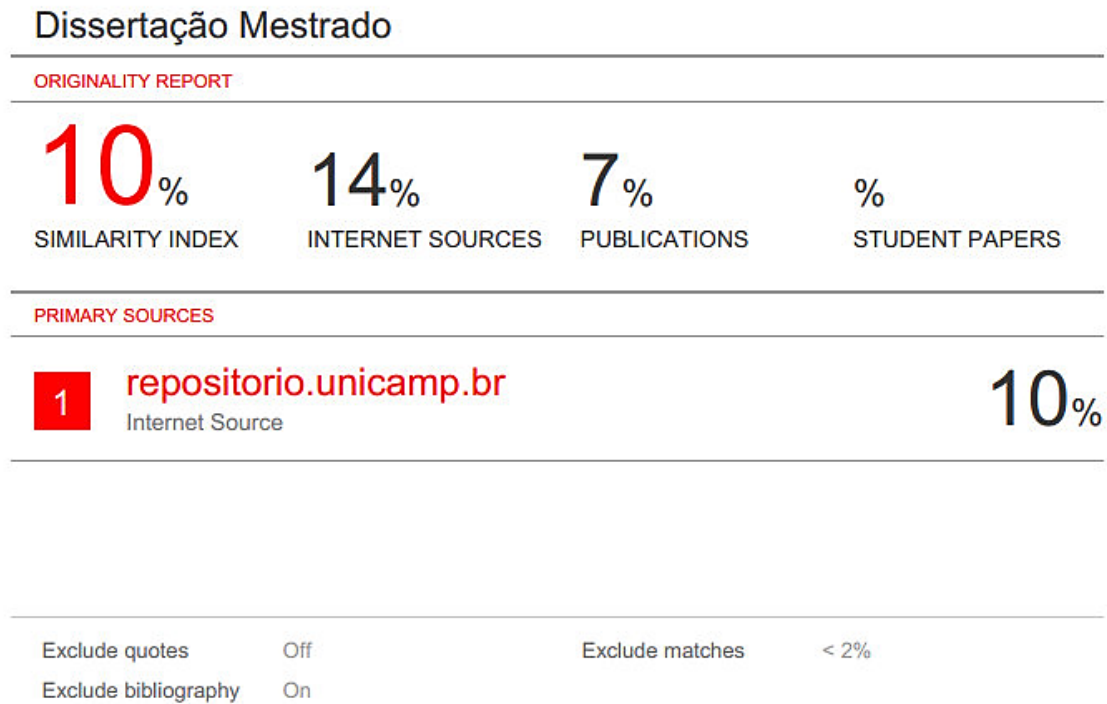 Dissertação Mestrado
ORIGINALITY REPORT
10% 14% 7% %
SIMILARITY INDEX INTERNET SOURCES PUBLICATIONS STUDENT PAPERS
PRIMARY SOURCES
1 repositorio.unicamp.br 10%
Internet Source
Exclude quotes Off Exclude matches < 2%
Exclude bibliography On